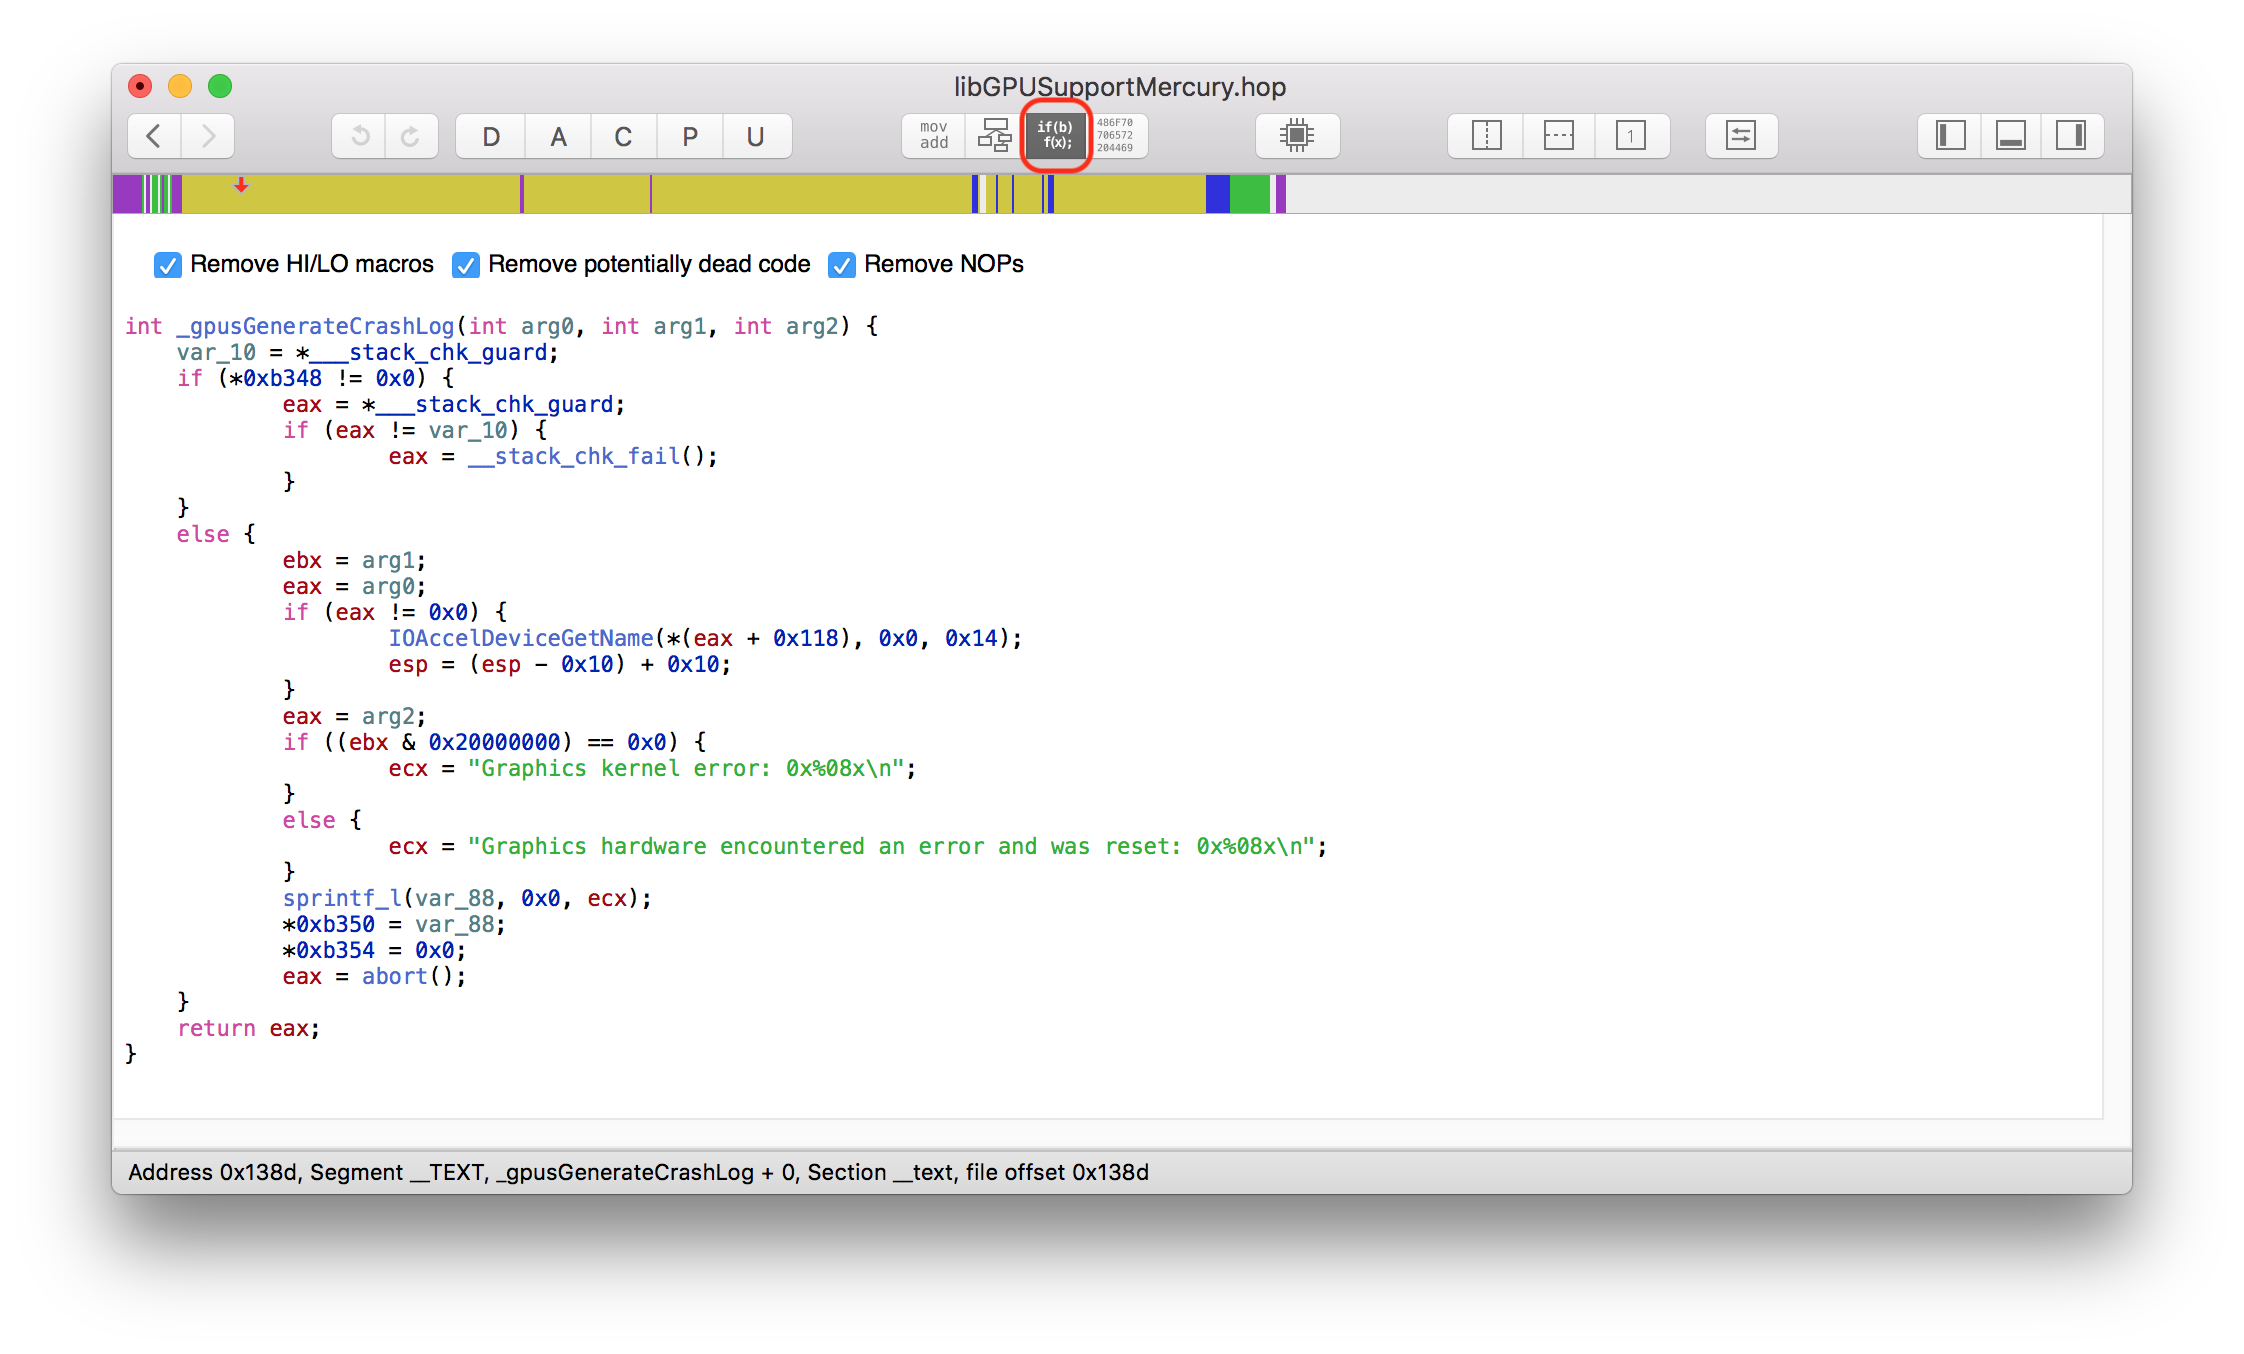 libGPUSupportMercury.hop
D A C P U
mov
add
if(b)
f(x);
486F70
706572
204469
1
Remove HI/LO macros Remove potentially dead code Remove NOPs
int _gpusGenerateCrashLog(int arg0, int arg1, int arg2) {
var_10 = *___stack_chk_guard;
if (*0xb348 != 0x0) {
eax = *___stack_chk_guard;
if (eax != var_10) {
eax = __stack_chk_fail();
}
}
else {
ebx = arg1;
eax = arg0;
if (eax != 0x0) {
IOAccelDeviceGetName(*(eax + 0x118), 0x0, 0x14);
esp = (esp - 0x10) + 0x10;
}
eax = arg2;
if ((ebx & 0x20000000) == 0x0) {
ecx = "Graphics kernel error: 0x%08x\n";
}
else {
ecx = "Graphics hardware encountered an error and was reset: 0x%08x\n";
}
sprintf_l(var_88, 0x0, ecx);
*0xb350 = var_88;
*0xb354 = 0x0;
eax = abort();
}
return eax;
}
Address 0x138d, Segment __TEXT, _gpusGenerateCrashLog + 0, Section __text, file offset 0x138d